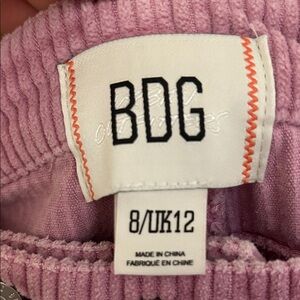 BDG
8/UK12
MADE IN CHINA
FABRIQUÉ EN CHINE